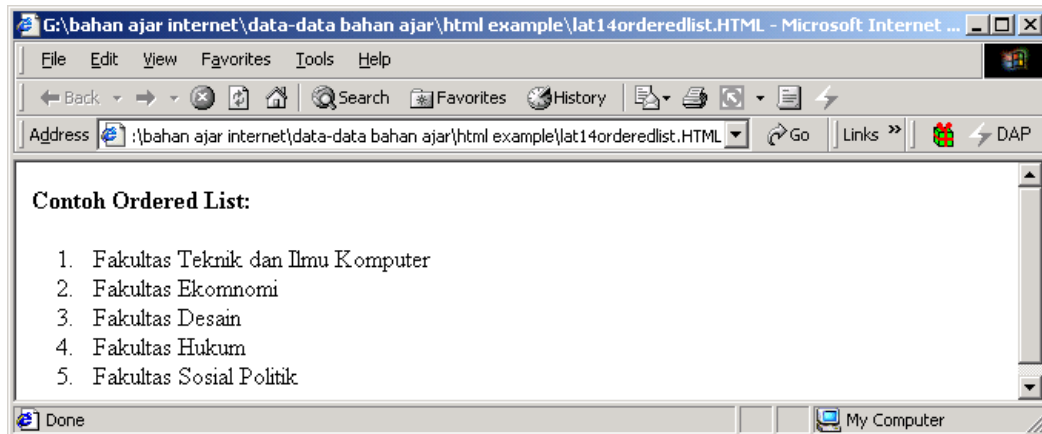 G:\bahan ajar internet\data-data bahan ajar\html example\lat14orderedlist.HTML - Microsoft Internet ...
File Edit View Favorites Tools Help
Back Search Favorites History
Address :\bahan ajar internet\data-data bahan ajar\html example\lat14orderedlist.HTML Go Links » DAP
Contoh Ordered List:
1. Fakultas Teknik dan Ilmu Komputer
2. Fakultas Ekomnomi
3. Fakultas Desain
4. Fakultas Hukum
5. Fakultas Sosial Politik
Done My Computer